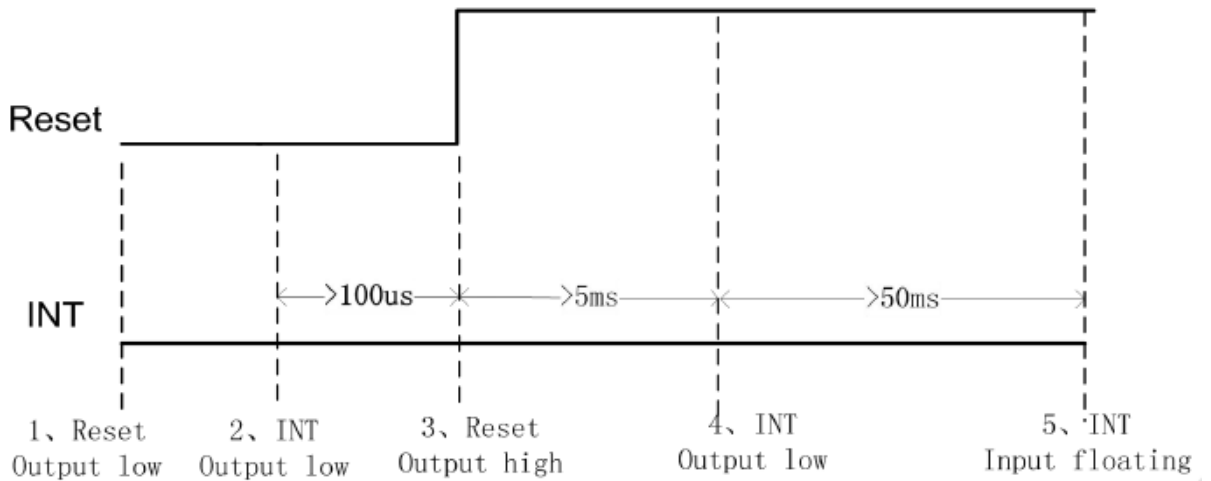 Reset
>100us
>5ms
>50ms
INT
1、Reset
Output low
2、INT
Output low
3、Reset
Output high
4、INT
Output low
5、INT
Input floating